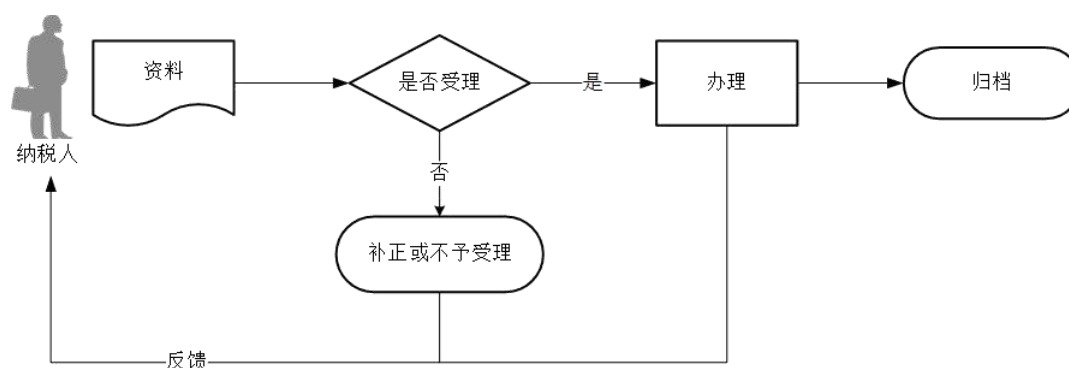 资料
是否受理
是
办理
归档
纳税人
否
补正或不予受理
反馈